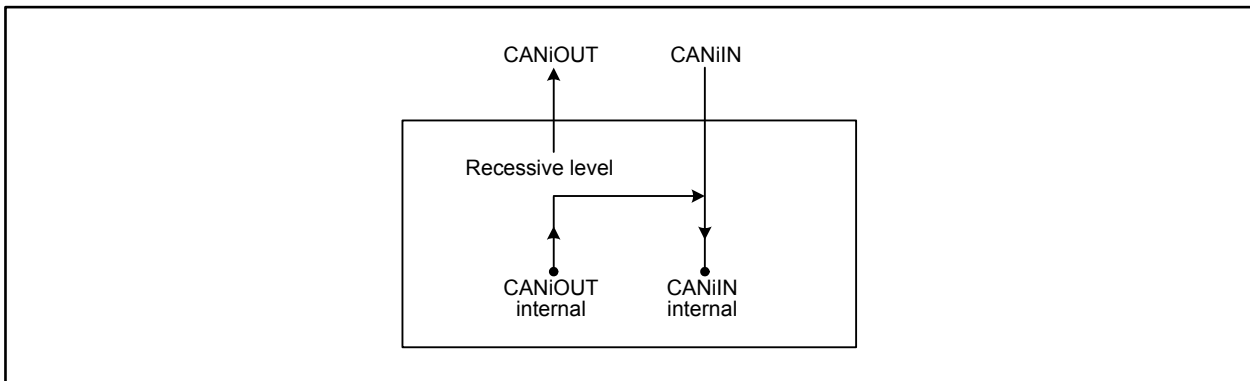 CANiOUT
CANiIN
Recessive level
CANiOUT
internal
CANiIN
internal